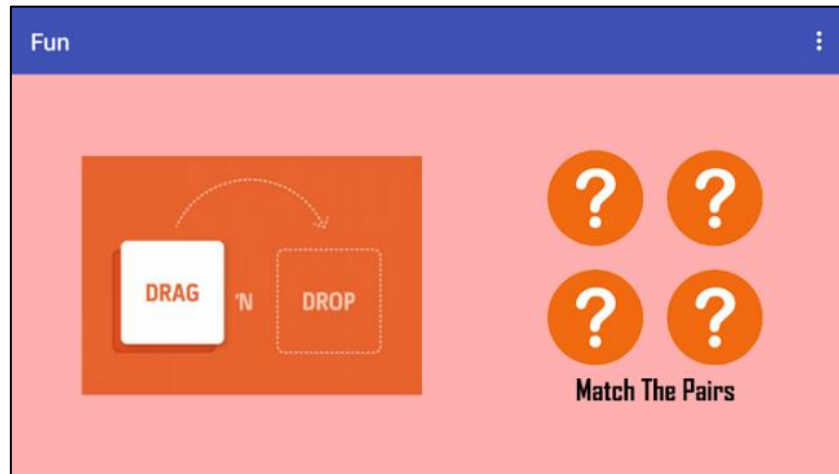 Fun
DRAG 'N DROP
? ?
? ?
Match The Pairs